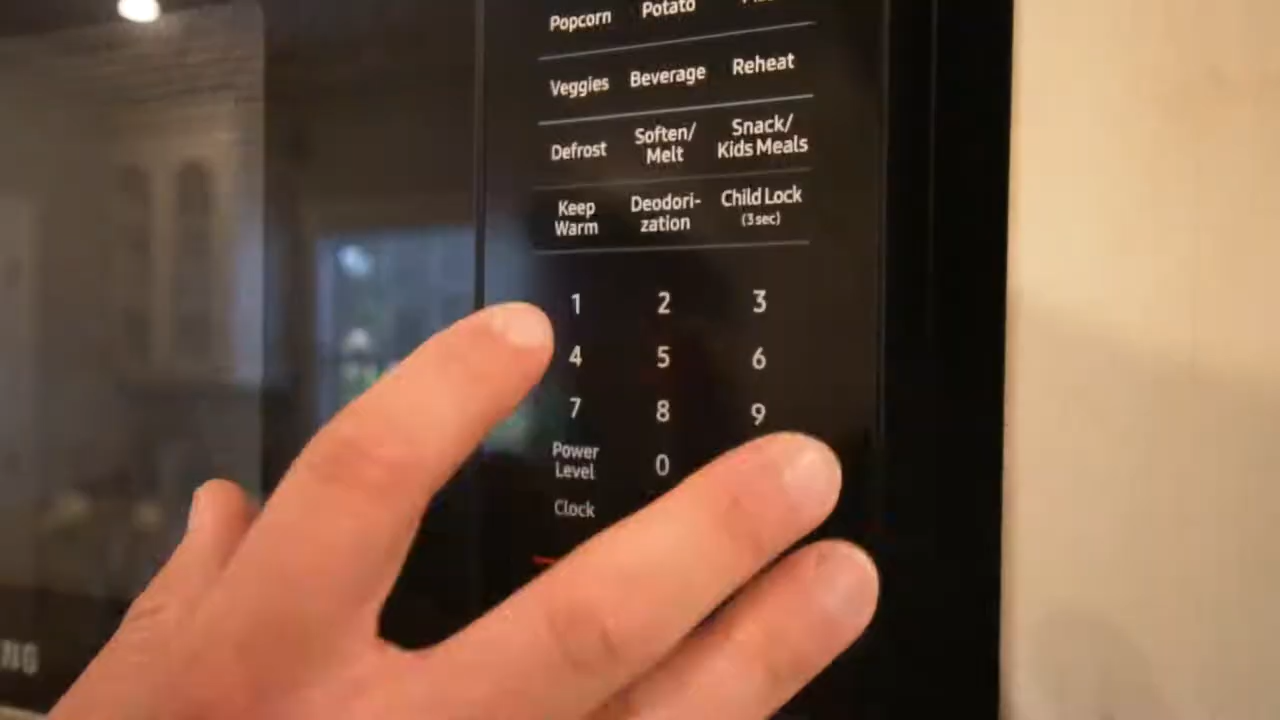 Popcorn Potato
Veggies Beverage Reheat
Defrost Soften/
Melt Snack/
Kids Meals
Keep
Warm Deodori-
zation Child Lock
(3 sec)
1 2 3
4 5 6
7 8 9
Power
Level 0
Clock